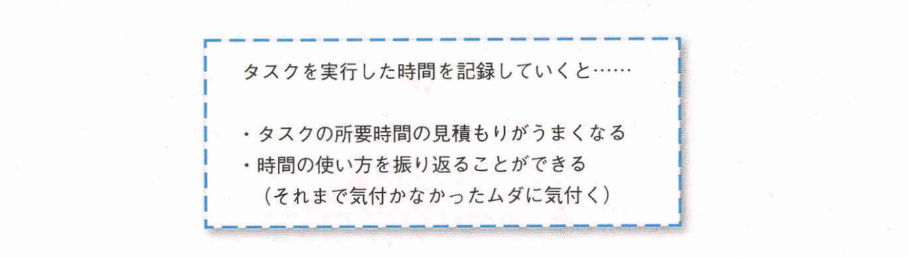 タスクを実行した時間を記録していくと……
・タスクの所要時間の見積もりがうまくなる
・時間の使い方を振り返ることができる
（それまで気付かなかったムダに気付く）